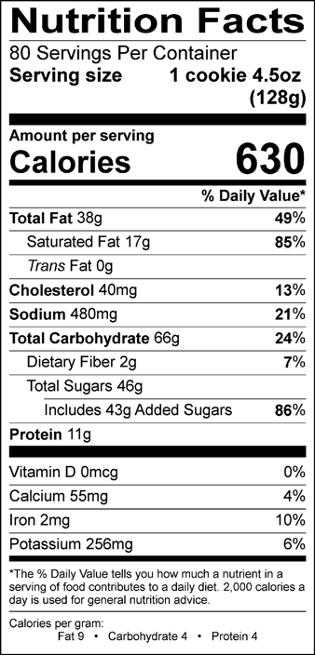 Nutrition Facts
80 Servings Per Container
Serving size 1 cookie 4.5oz
(128g)
Amount per serving
Calories 630
% Daily Value*
Total Fat 38g 49%
Saturated Fat 17g 85%
Trans Fat 0g
Cholesterol 40mg 13%
Sodium 480mg 21%
Total Carbohydrate 66g 24%
Dietary Fiber 2g 7%
Total Sugars 46g
Includes 43g Added Sugars 86%
Protein 11g
Vitamin D 0mcg 0%
Calcium 55mg 4%
Iron 2mg 10%
Potassium 256mg 6%
*The % Daily Value tells you how much a nutrient in a
serving of food contributes to a daily diet. 2,000 calories a
day is used for general nutrition advice.
Calories per gram:
Fat 9 • Carbohydrate 4 • Protein 4